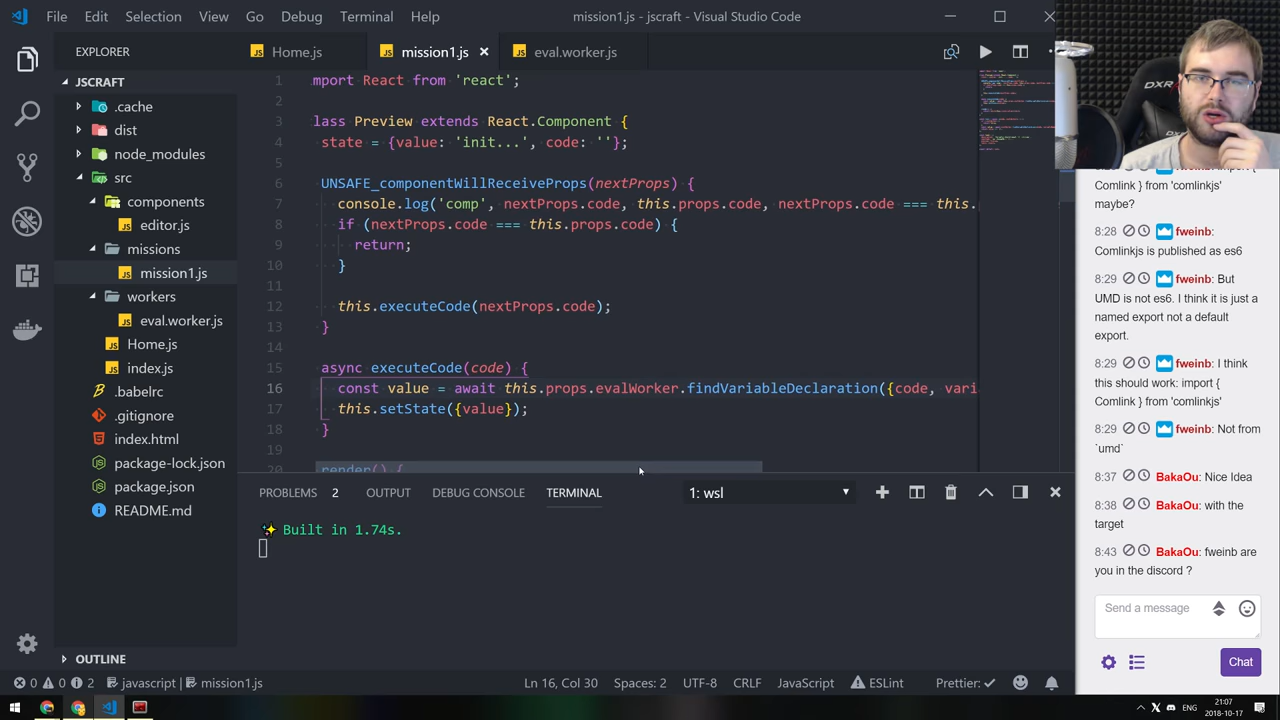 File Edit Selection View Go Debug Terminal Help
mission1.js - jscraft - Visual Studio Code
EXPLORER
JSCRAFT
.cache
dist
node_modules
src
components
editor.js
missions
mission1.js
workers
eval.worker.js
Home.js
index.js
.babelrc
.gitignore
index.html
package-lock.json
package.json
README.md
OUTLINE
Home.js mission1.js eval.worker.js
1 mport React from 'react';
2
3 lass Preview extends React.Component {
4 state = {value: 'init...', code: ''};
5
6 UNSAFE_componentWillReceiveProps(nextProps) {
7 console.log('comp', nextProps.code, this.props.code, nextProps.code === this.
8 if (nextProps.code === this.props.code) {
9 return;
10 }
11
12 this.executeCode(nextProps.code);
13 }
14
15 async executeCode(code) {
16 const value = await this.props.evalWorker.findVariableDeclaration({code, vari
17 this.setState({value});
18 }
19
20 render() {
PROBLEMS 2 OUTPUT DEBUG CONSOLE TERMINAL 1: wsl
Built in 1.74s.
DXR
Comlink } from 'comlinkjs'
maybe?
8:28 fweinb:
Comlinkjs is published as es6
8:29 fweinb: But
UMD is not es6. I think it is just a
named export not a default
export.
8:29 fweinb: I think
this should work: import {
Comlink } from 'comlinkjs'
8:29 fweinb: Not from
`umd`
8:37 BakaOu: Nice Idea
8:38 BakaOu: with the
target
8:43 BakaOu: fweinb are
you in the discord ?
Send a message
Chat
0 0 2 javascript mission1.js Ln 16, Col 30 Spaces: 2 UTF-8 CRLF JavaScript ESLint Prettier:
ENG 21:07
2018-10-17